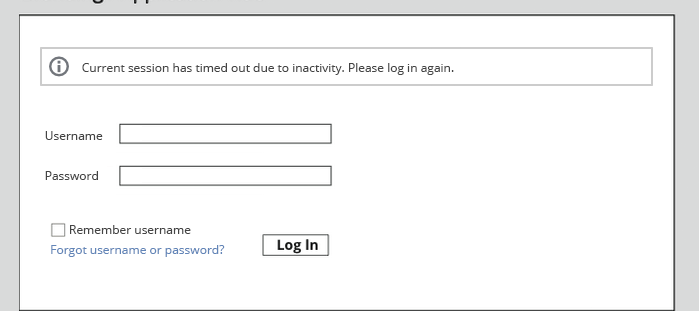 Current session has timed out due to inactivity. Please log in again.
Username
Password
Remember username
Forgot username or password?
Log In